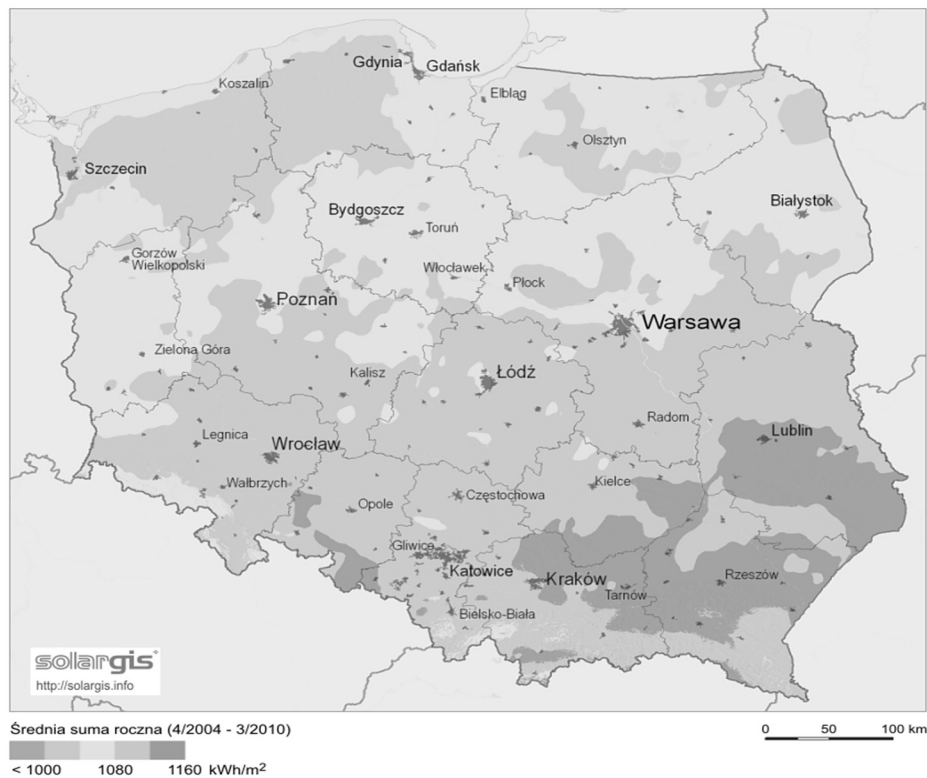 Gdynia
Gdańsk
Koszalin
Elbląg
Olsztyn
Szczecin
Białystok
Bydgoszcz
Toruń
Gorzów
Wielkopolski
Włocławek
Płock
Poznań
Warsawa
Zielona Góra
Kalisz
Łódź
Radom
Legnica
Wrocław
Lublin
Wałbrzych
Kielce
Opole
Częstochowa
Gliwice
Katowice
Kraków
Rzeszów
Tarnów
Bielsko-Biała
solargis
http://solargis.info
Średnia suma roczna (4/2004 - 3/2010)
0 50 100 km
< 1000 1080 1160 kWh/m²